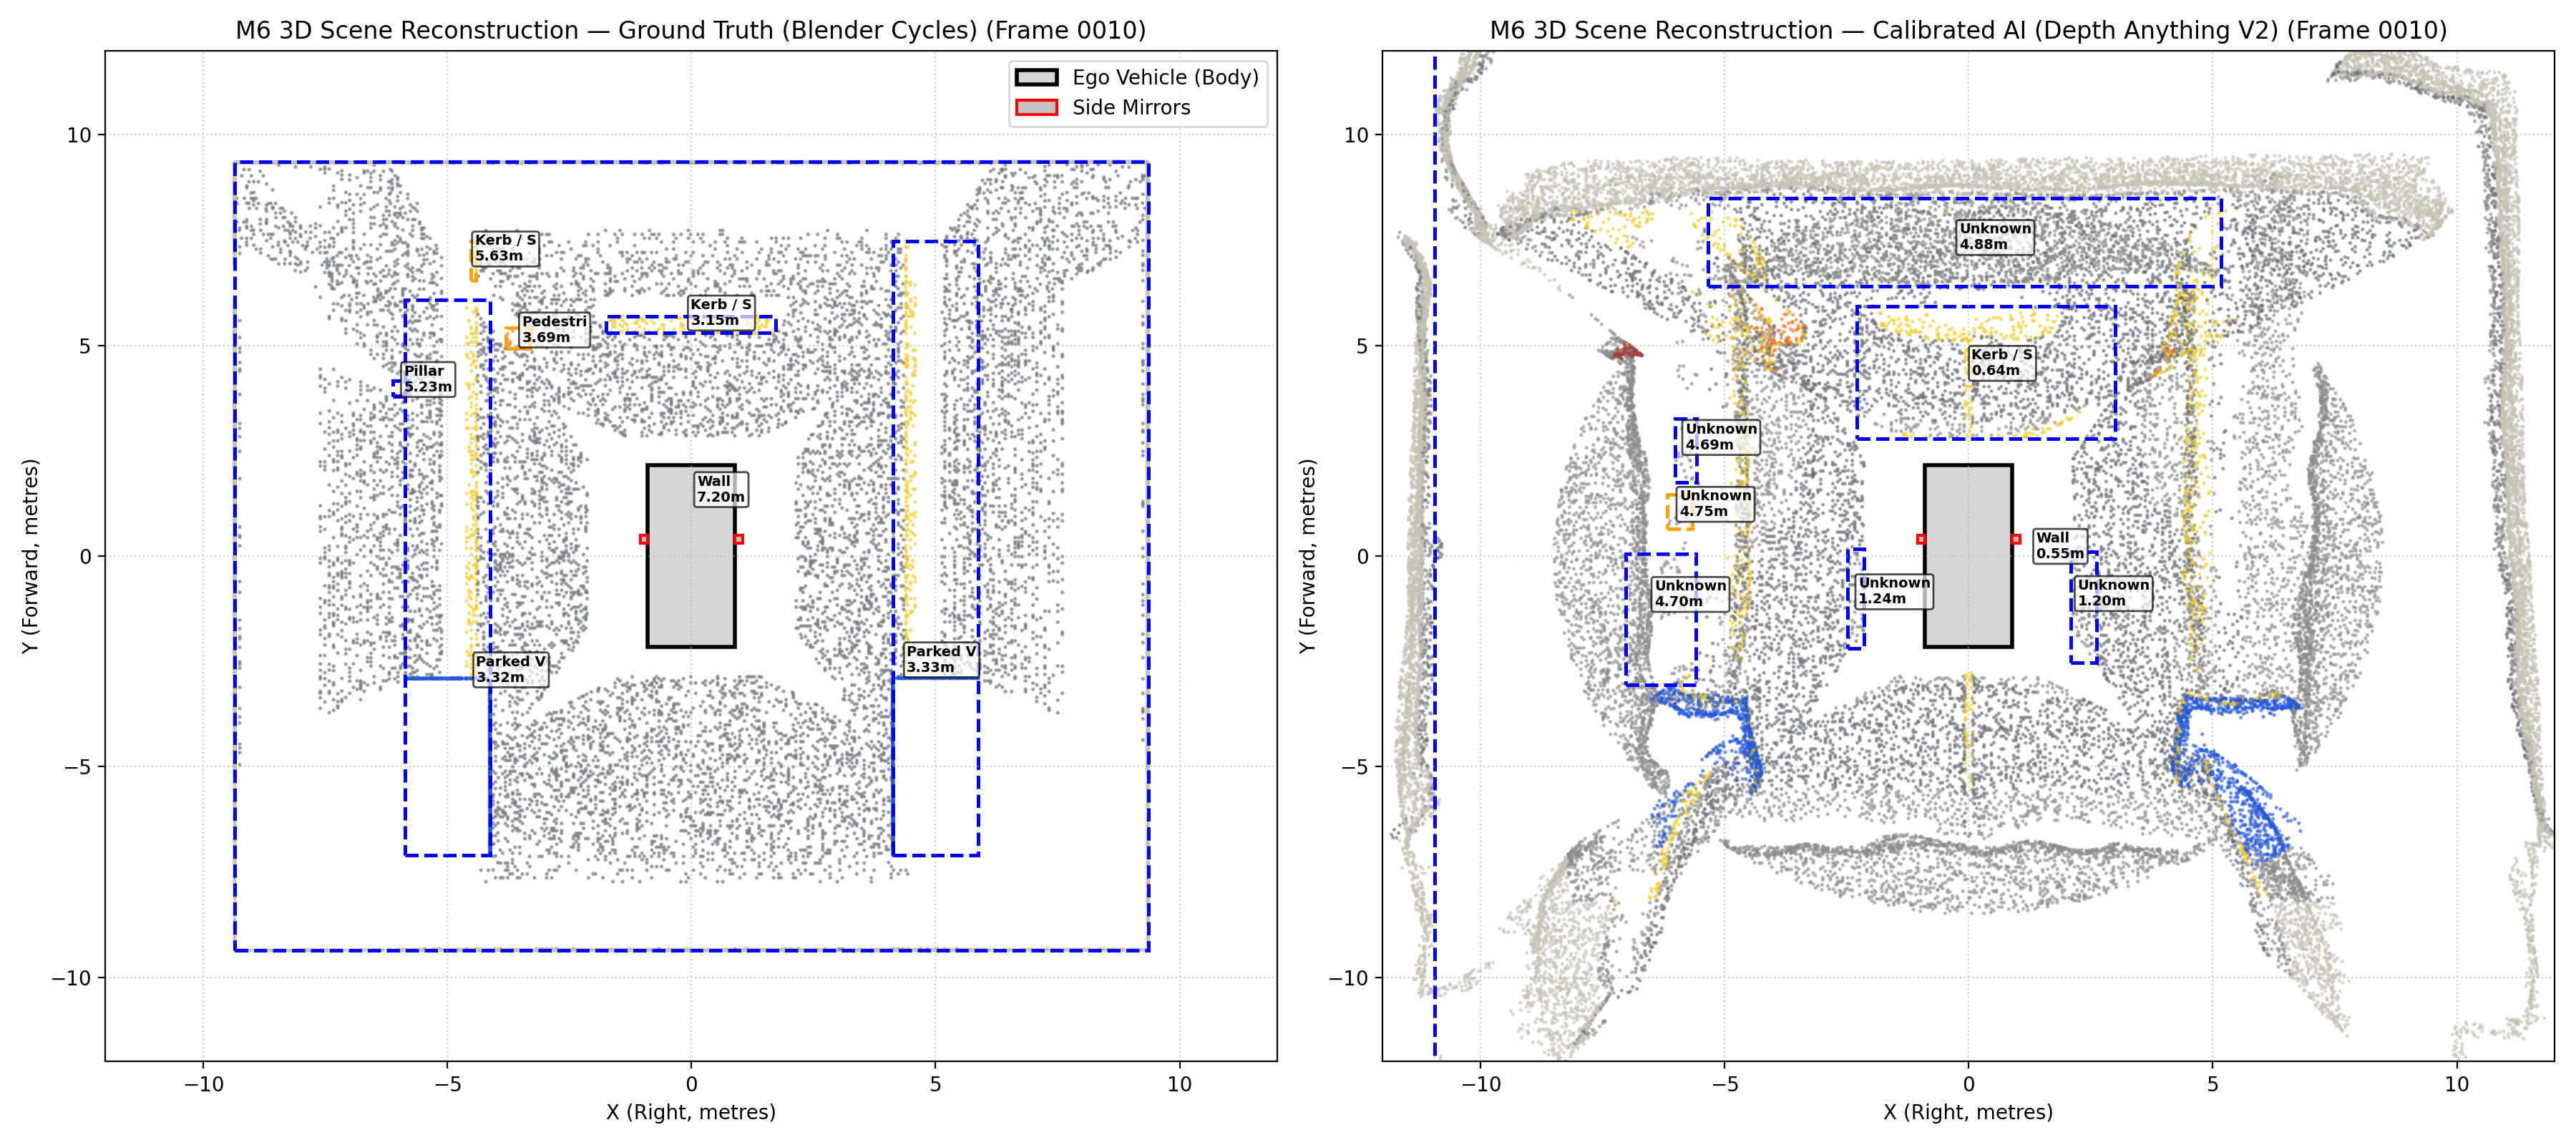 M6 3D Scene Reconstruction — Ground Truth (Blender Cycles) (Frame 0010)
Ego Vehicle (Body)
Side Mirrors
10
5
0
−5
−10
Y (Forward, metres)
Kerb / S
5.63m
Kerb / S
3.15m
Pedestri
3.69m
Pillar
5.23m
Wall
7.20m
Parked V
3.32m
Parked V
3.33m
−10
−5
0
5
10
X (Right, metres)
M6 3D Scene Reconstruction — Calibrated AI (Depth Anything V2) (Frame 0010)
10
5
0
−5
−10
Y (Forward, metres)
Unknown
4.88m
Kerb / S
0.64m
Unknown
4.69m
Unknown
4.75m
Wall
0.55m
Unknown
4.70m
Unknown
1.24m
Unknown
1.20m
−10
−5
0
5
10
X (Right, metres)